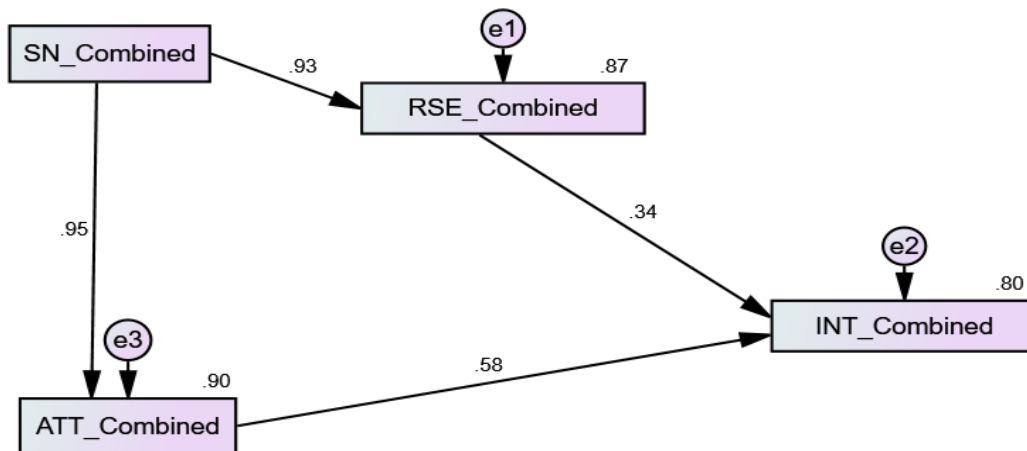 e1
SN_Combined
.93
.87
RSE_Combined
.34
.95
e2
.80
INT_Combined
e3
.58
.90
ATT_Combined